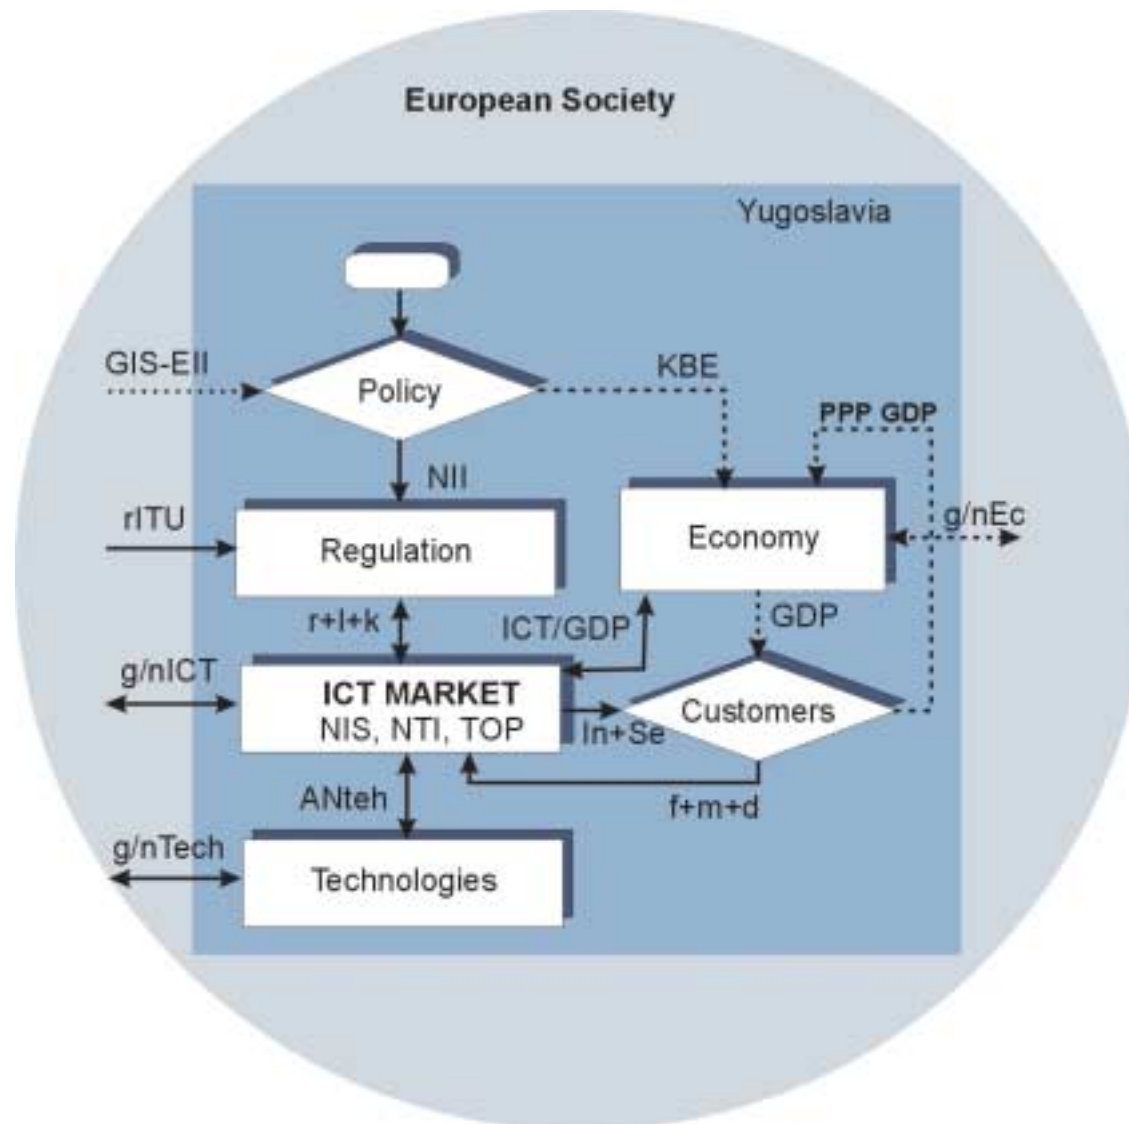 European Society
Yugoslavia
GIS-EII
Policy
KBE
PPP GDP
NII
rITU
Regulation
Economy
g/nEc
r+l+k
ICT/GDP
GDP
g/nICT
ICT MARKET
NIS, NTI, TOP
In+Se
Customers
ANteh
f+m+d
g/nTech
Technologies